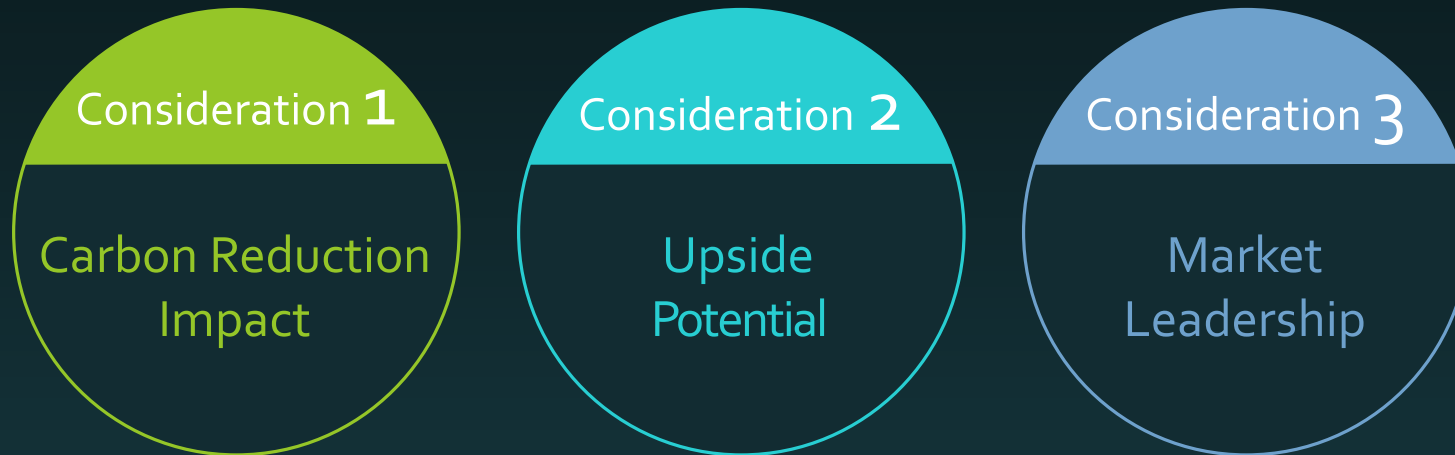 Consideration 1
Carbon Reduction
Impact
Consideration 2
Upside
Potential
Consideration 3
Market
Leadership